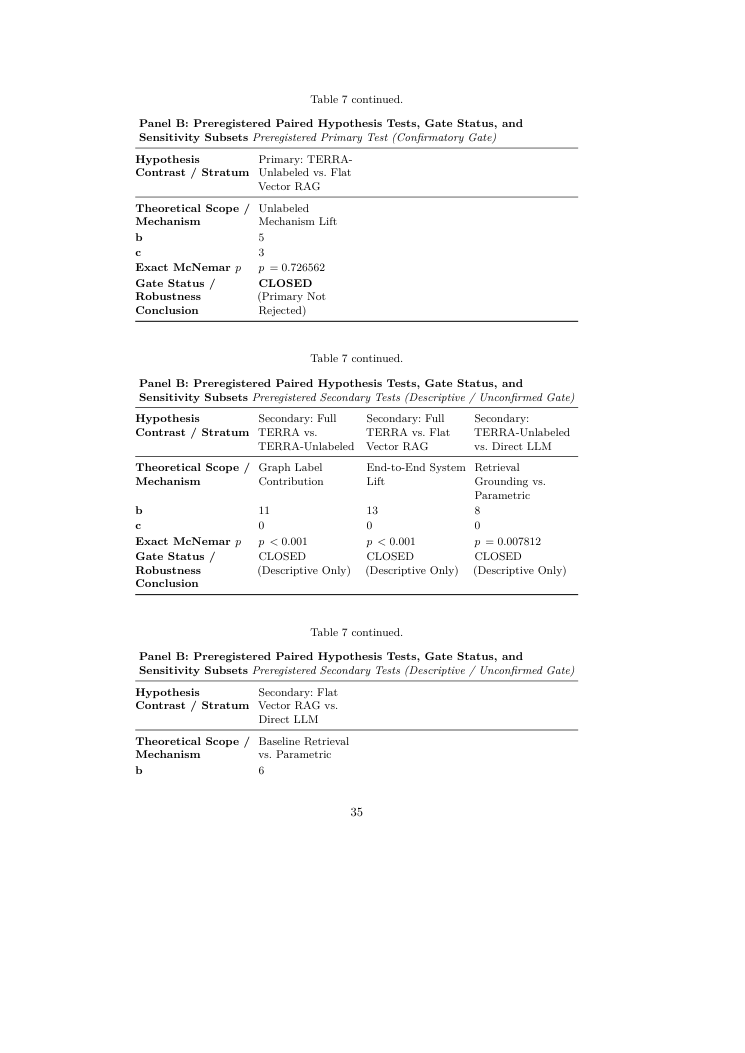 Table 7 continued.
Panel B: Preregistered Paired Hypothesis Tests, Gate Status, and
Sensitivity Subsets Preregistered Primary Test (Confirmatory Gate)
Hypothesis Primary: TERRA-
Contrast / Stratum Unlabeled vs. Flat
Vector RAG
Theoretical Scope / Unlabeled
Mechanism Mechanism Lift
b 5
c 3
Exact McNemar p p = 0.726562
Gate Status / CLOSED
Robustness (Primary Not
Conclusion Rejected)
Table 7 continued.
Panel B: Preregistered Paired Hypothesis Tests, Gate Status, and
Sensitivity Subsets Preregistered Secondary Tests (Descriptive / Unconfirmed Gate)
Hypothesis Secondary: Full Secondary: Full Secondary:
Contrast / Stratum TERRA vs. TERRA vs. Flat TERRA-Unlabeled
TERRA-Unlabeled Vector RAG vs. Direct LLM
Theoretical Scope / Graph Label End-to-End System Retrieval
Mechanism Contribution Lift Grounding vs.
Parametric
b 11 13 8
c 0 0 0
Exact McNemar p p < 0.001 p < 0.001 p = 0.007812
Gate Status / CLOSED CLOSED CLOSED
Robustness (Descriptive Only) (Descriptive Only) (Descriptive Only)
Conclusion
Table 7 continued.
Panel B: Preregistered Paired Hypothesis Tests, Gate Status, and
Sensitivity Subsets Preregistered Secondary Tests (Descriptive / Unconfirmed Gate)
Hypothesis Secondary: Flat
Contrast / Stratum Vector RAG vs.
Direct LLM
Theoretical Scope / Baseline Retrieval
Mechanism vs. Parametric
b 6
35